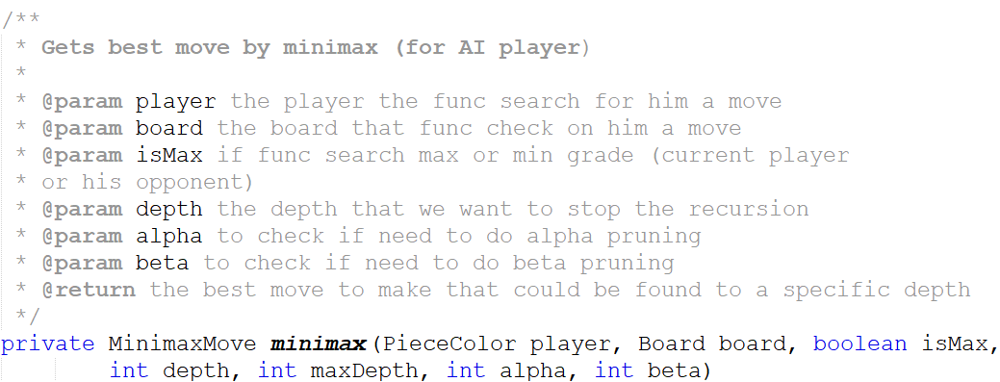 /**
* Gets best move by minimax (for AI player)
*
* @param player the player the func search for him a move
* @param board the board that func check on him a move
* @param isMax if func search max or min grade (current player
* or his opponent)
* @param depth the depth that we want to stop the recursion
* @param alpha to check if need to do alpha pruning
* @param beta to check if need to do beta pruning
* @return the best move to make that could be found to a specific depth
*/
private MinimaxMove minimax(PieceColor player, Board board, boolean isMax,
int depth, int maxDepth, int alpha, int beta)